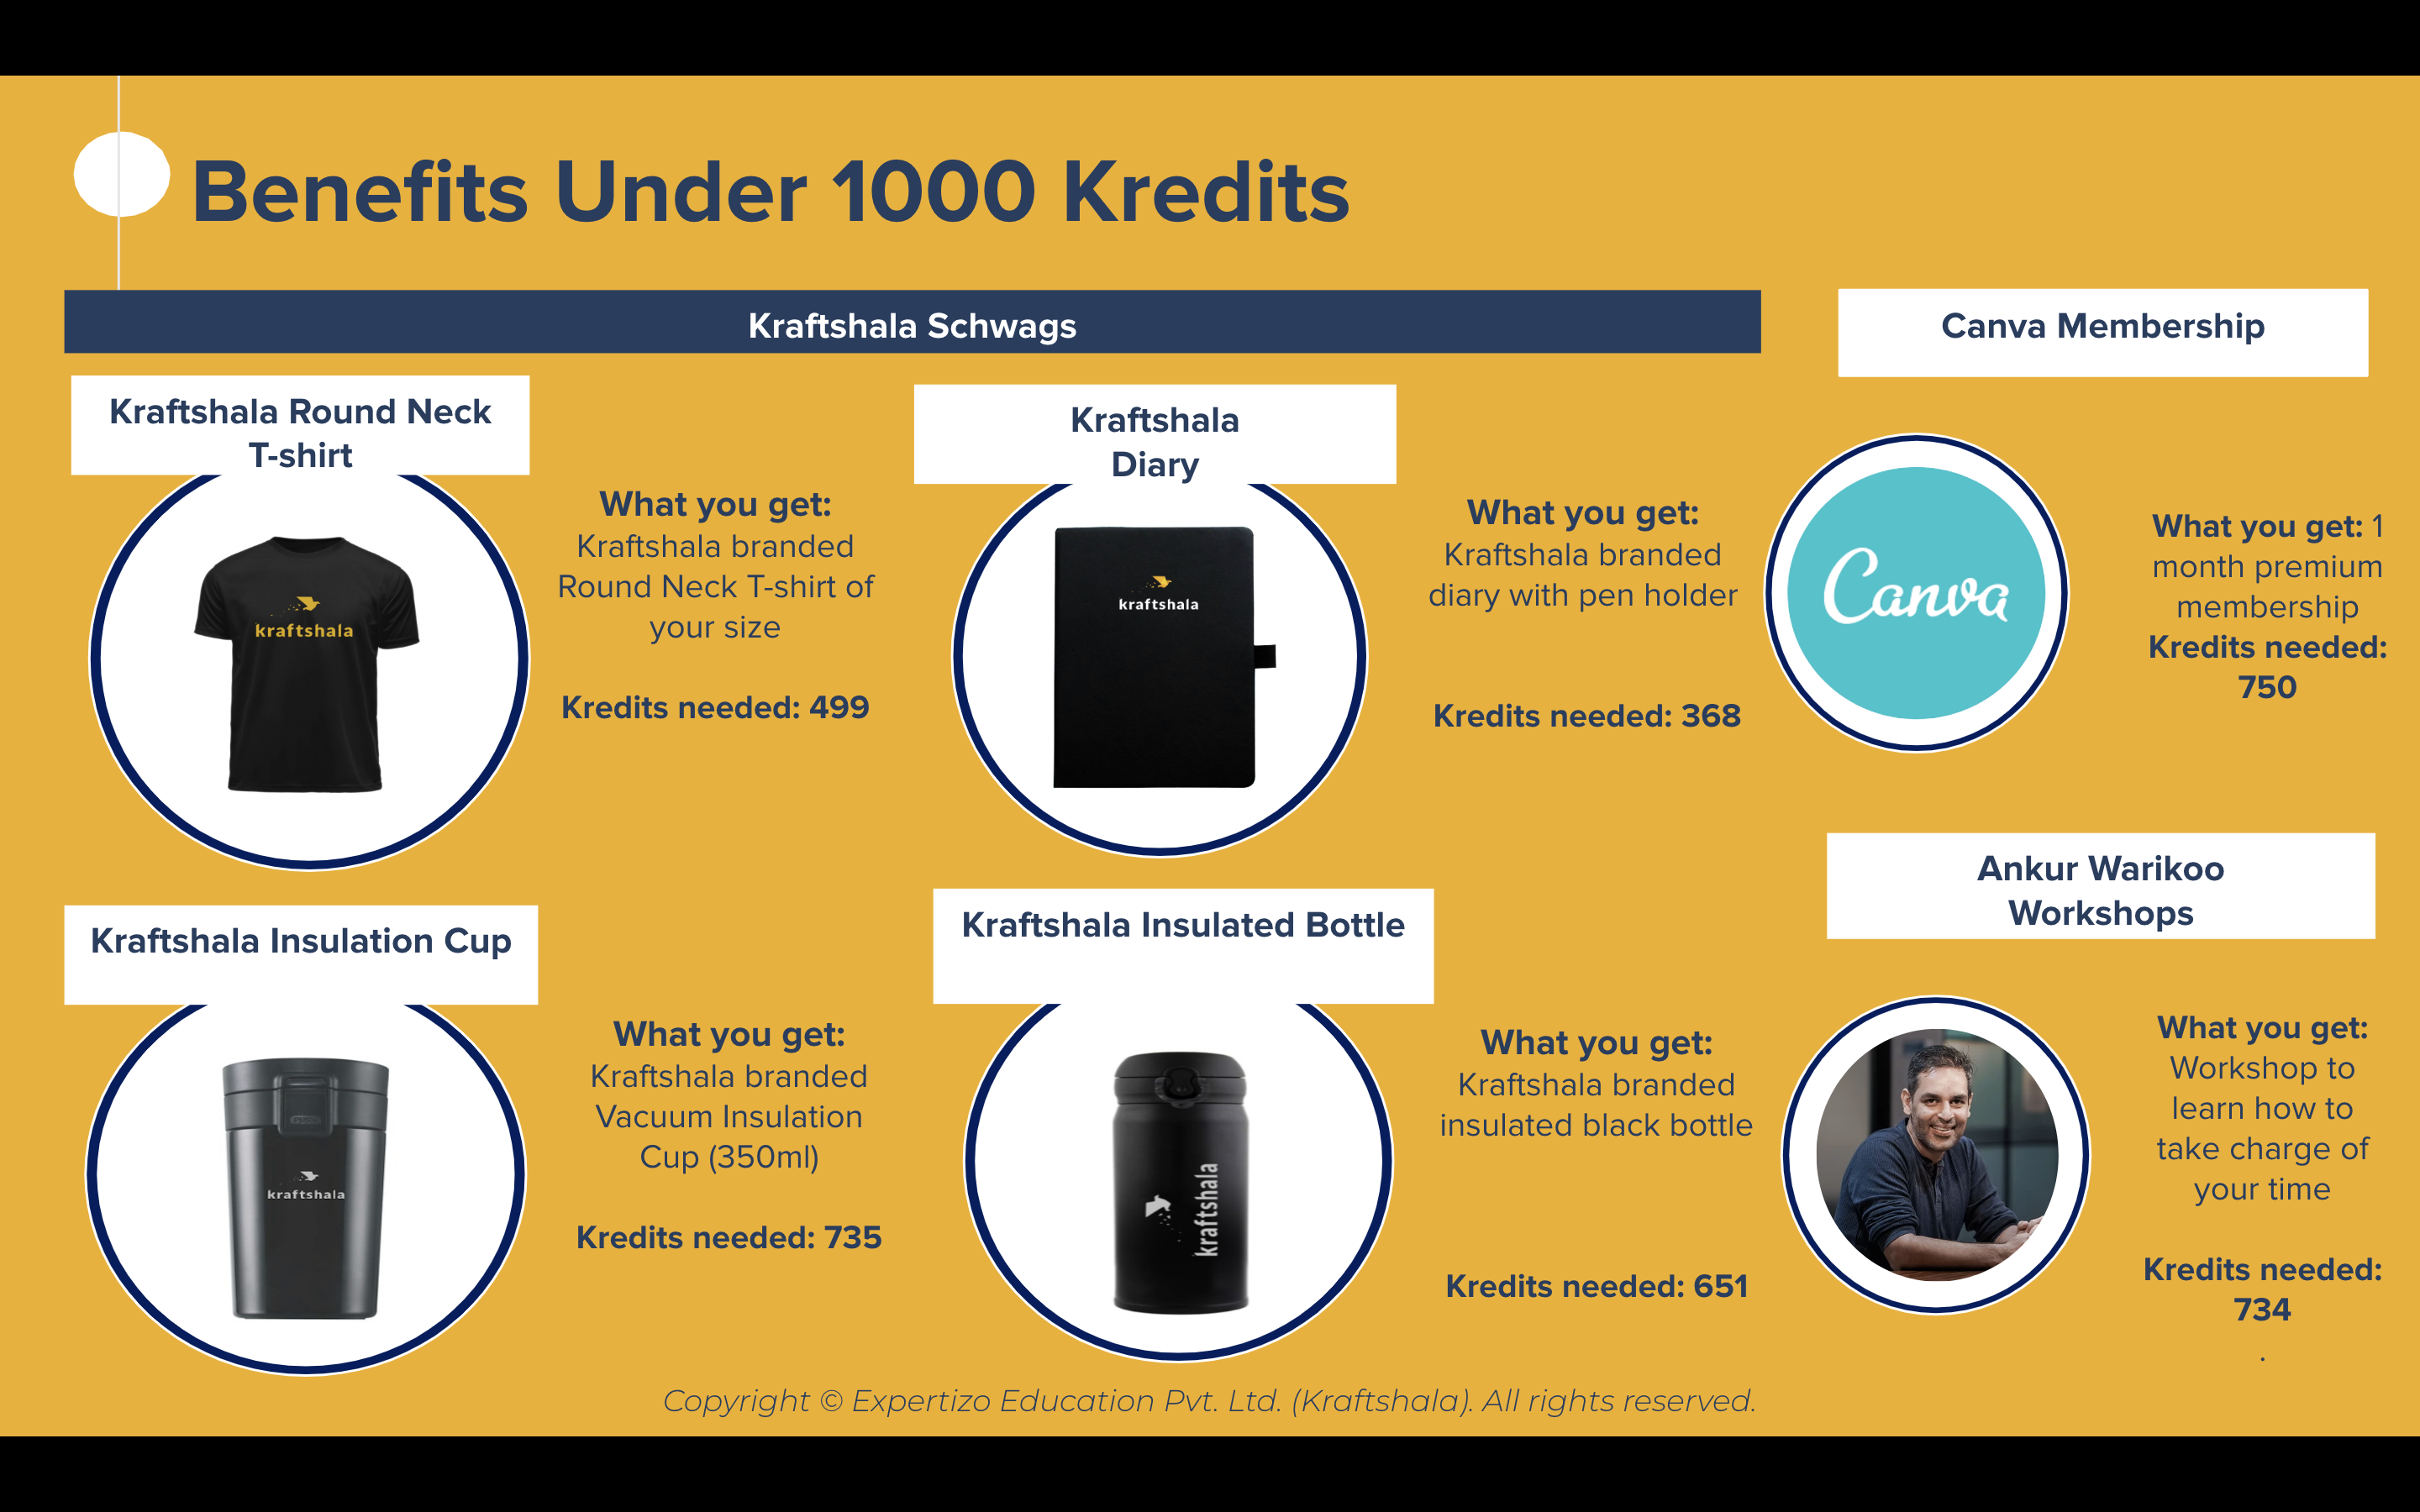 Benefits Under 1000 Kredits
Kraftshala Schwags
Kraftshala Round Neck
T-shirt
kraftshala
What you get:
Kraftshala branded
Round Neck T-shirt of
your size
Kredits needed: 499
Kraftshala
Diary
kraftshala
What you get:
Kraftshala branded
diary with pen holder
Kredits needed: 368
Kraftshala Insulation Cup
kraftshala
What you get:
Kraftshala branded
Vacuum Insulation
Cup (350ml)
Kredits needed: 735
Kraftshala Insulated Bottle
kraftshala
What you get:
Kraftshala branded
insulated black bottle
Kredits needed: 651
Canva Membership
Canva
What you get: 1
month premium
membership
Kredits needed:
750
Ankur Warikoo
Workshops
What you get:
Workshop to
learn how to
take charge of
your time
Kredits needed:
734
.
Copyright © Expertizo Education Pvt. Ltd. (Kraftshala). All rights reserved.